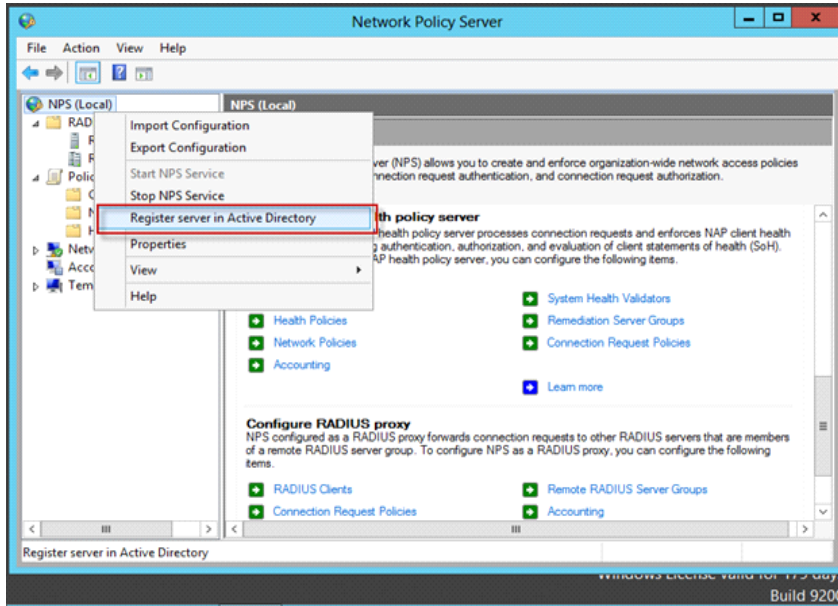 Network Policy Server
File Action View Help
NPS (Local)
NPS (Local)
RAD
Import Configuration
Export Configuration
ver (NPS) allows you to create and enforce organization-wide network access policies
Polic
Start NPS Service
nnection request authentication, and connection request authorization.
Stop NPS Service
Register server in Active Directory
th policy server
health policy server processes connection requests and enforces NAP client health
Netw
Properties
authentication, authorization, and evaluation of client statements of health (SoH).
Acco
View
AP health policy server, you can configure the following items.
Tem
Help
System Health Validators
Health Policies
Remediation Server Groups
Network Policies
Connection Request Policies
Accounting
Learn more
Configure RADIUS proxy
NPS configured as a RADIUS proxy forwards connection requests to other RADIUS servers that are members
of a remote RADIUS server group. To configure NPS as a RADIUS proxy, you can configure the following
items.
RADIUS Clients
Remote RADIUS Server Groups
Connection Request Policies
Accounting
Register server in Active Directory
Windows License valid for 179 day
Build 920